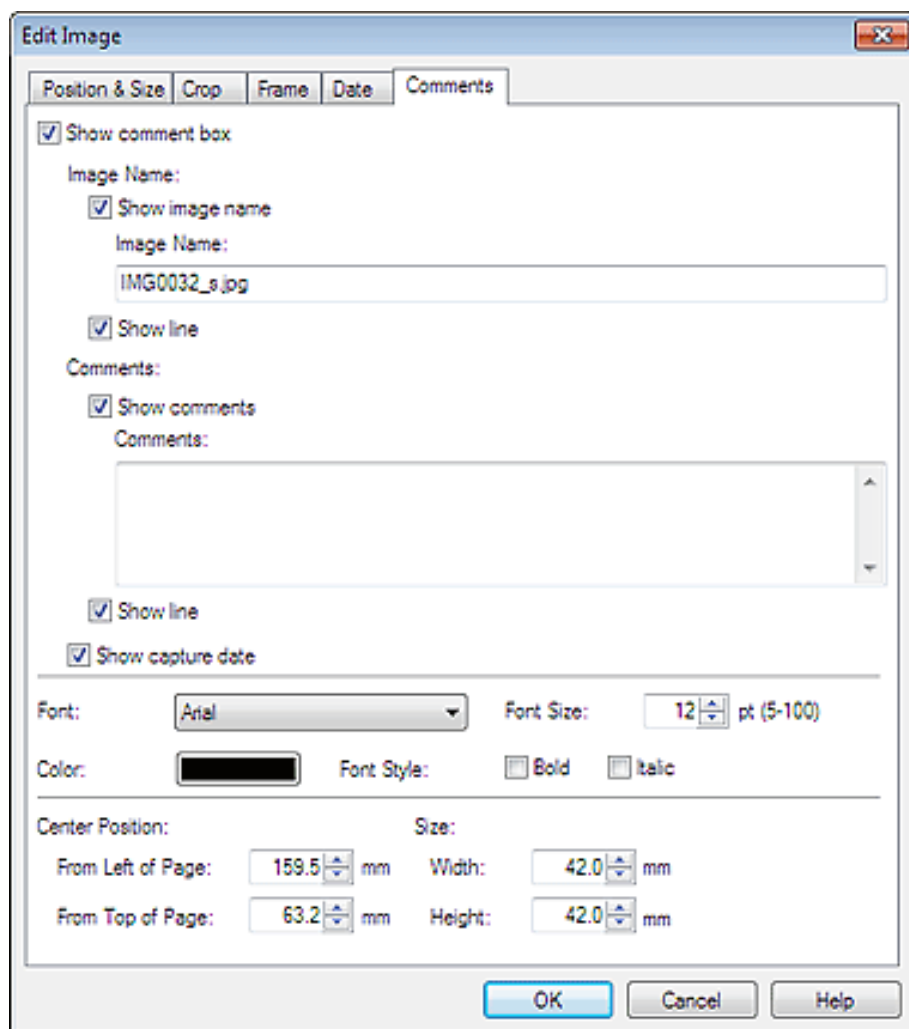 Edit Image
Position & Size Crop Frame Date Comments
Show comment box
Image Name:
Show image name
Image Name:
IMG0032_s.jpg
Show line
Comments:
Show comments
Comments:
Show line
Show capture date
Font: Arial Font Size: 12 pt (5-100)
Color: Font Style: Bold Italic
Center Position: Size:
From Left of Page: 159.5 mm Width: 42.0 mm
From Top of Page: 63.2 mm Height: 42.0 mm
OK Cancel Help